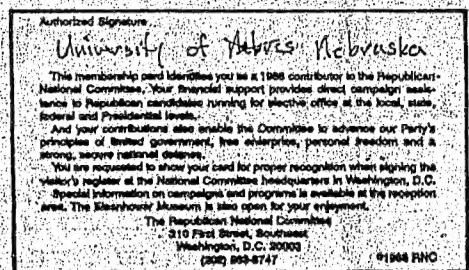 Authorized Signature
University of Nebras Nebraska
This membership card identifies you as a 1988 contributor to the Republican
National Committee. Your financial support provides direct campaign assis-
tance to Republican candidates running for elective office at the local, state,
federal and Presidential levels.
And your contributions also enable the Committee to advance our Party's
principles of limited government, free enterprise, personal freedom and a
strong, secure national defense.
You are requested to show your card for proper recognition when signing the
visitor's register at the National Committee headquarters in Washington, D.C.
Special information on campaigns and programs is available at the reception
area. The Eisenhower Museum is also open for your enjoyment.
The Republican National Committee
310 First Street, Southeast
Washington, D.C. 20003
(202) 863-8747
©1988 RNC